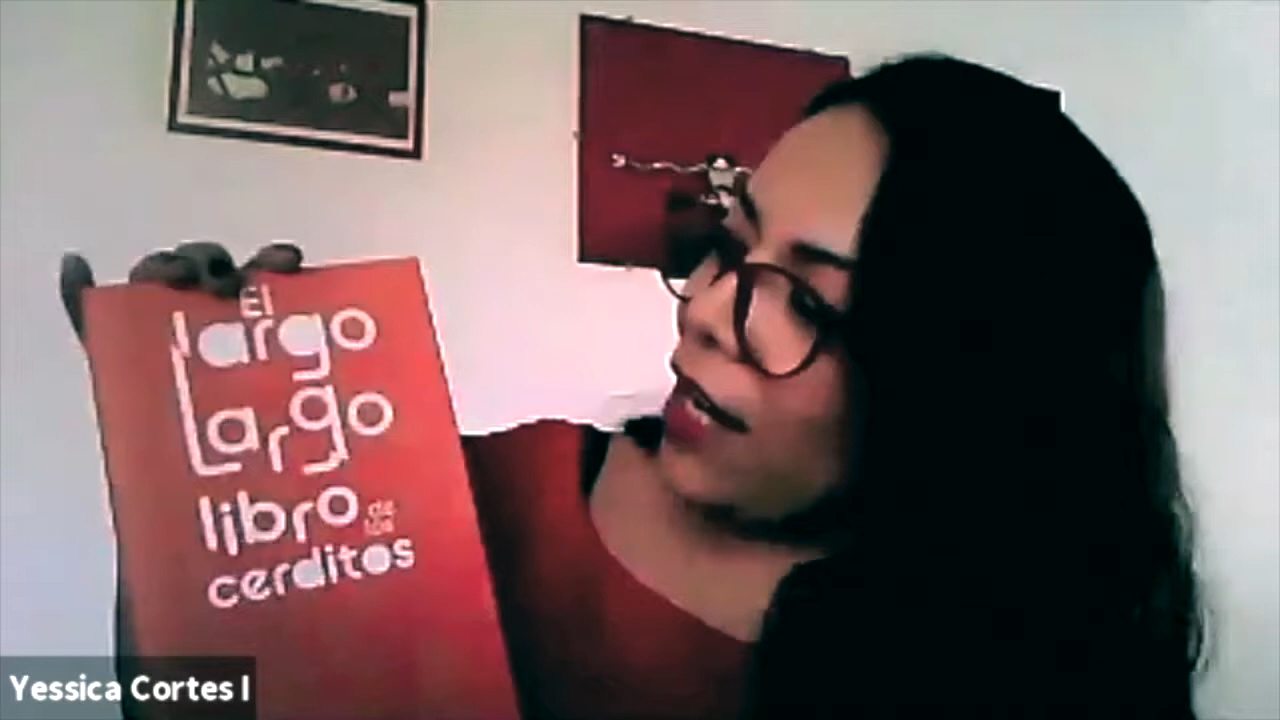 El
largo
Largo
libro de
los
cerditos
Yessica Cortes I